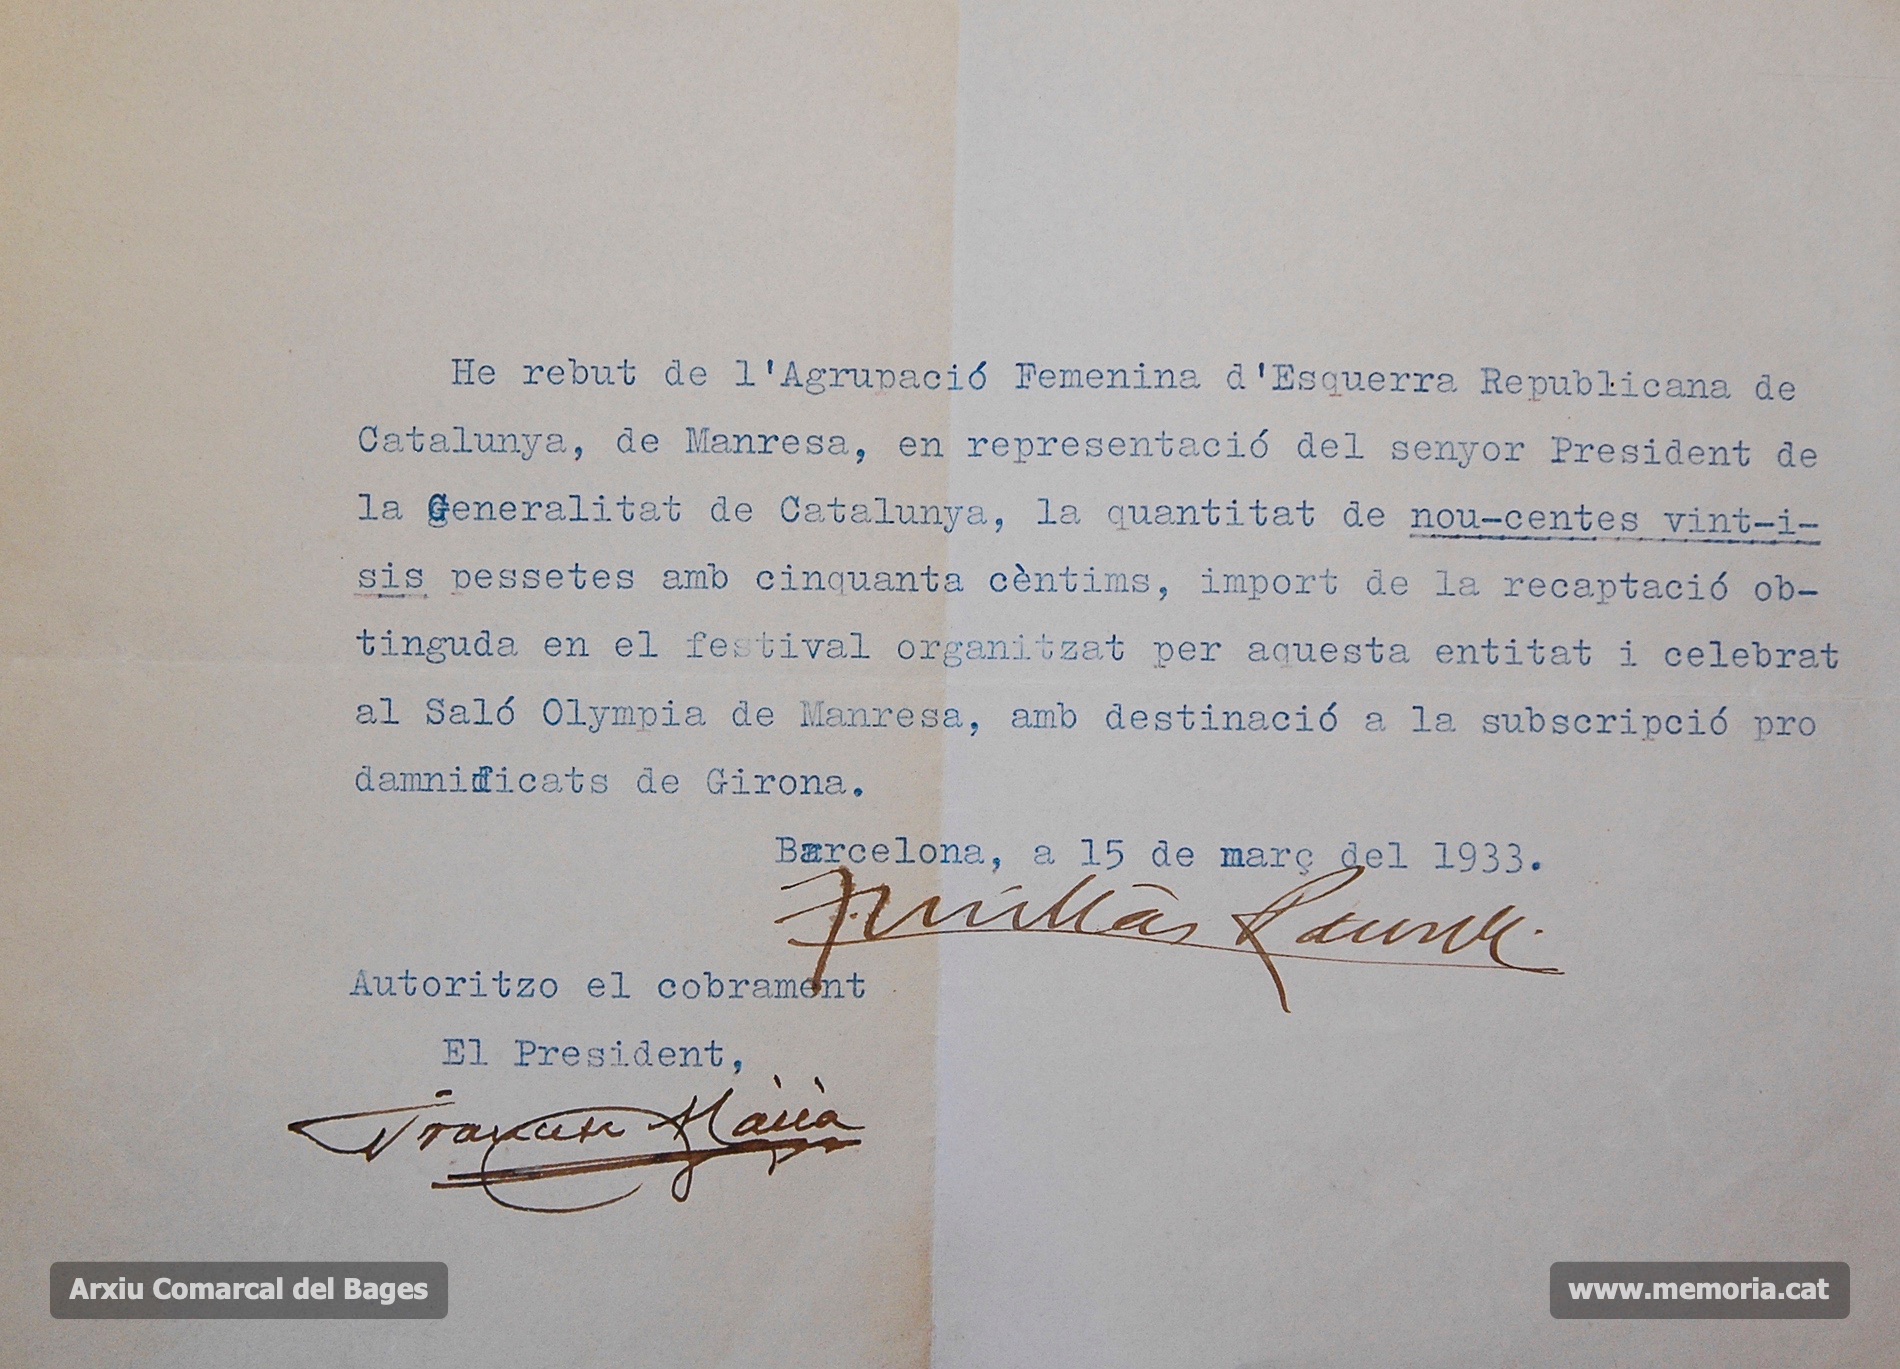 He rebut de l'Agrupació Femenina d'Esquerra Republicana de
Catalunya, de Manresa, en representació del senyor President de
la Generalitat de Catalunya, la quantitat de nou-centes vint-i-
sis pessetes amb cinquanta cèntims, import de la recaptació ob-
tinguda en el festival organitzat per aquesta entitat i celebrat
al Saló Olympia de Manresa, amb destinació a la subscripció pro
damnificats de Girona.
Barcelona, a 15 de març del 1933.
Autoritzo el cobrament
El President,
Francesc Macià
Arxiu Comarcal del Bages
www.memoria.cat